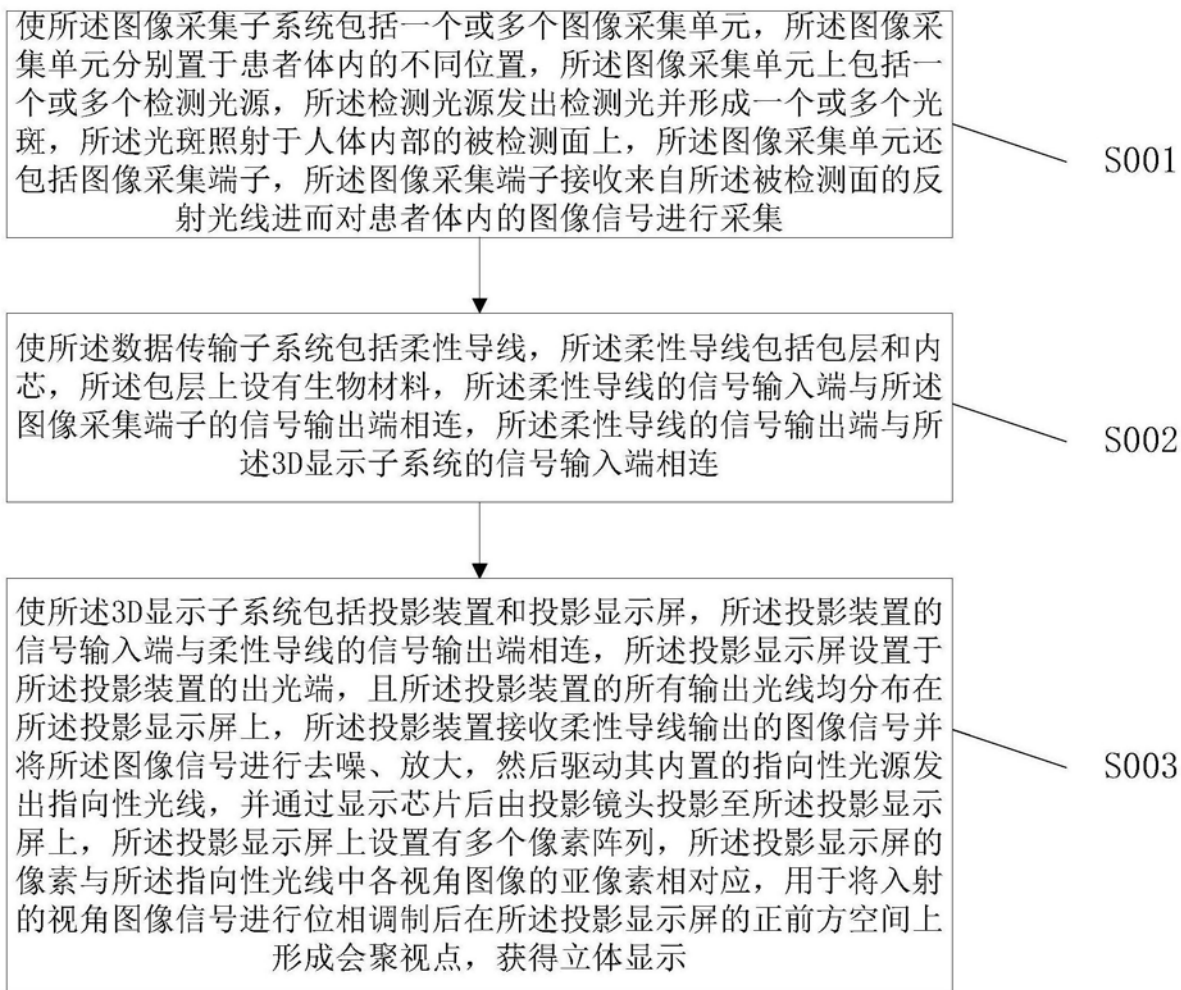 使所述图像采集子系统包括一个或多个图像采集单元，所述图像采
集单元分别置于患者体内的不同位置，所述图像采集单元上包括一
个或多个检测光源，所述检测光源发出检测光并形成一个或多个光
斑，所述光斑照射于人体内部的被检测面上，所述图像采集单元还
包括图像采集端子，所述图像采集端子接收来自所述被检测面的反
射光线进而对患者体内的图像信号进行采集
S001
使所述数据传输子系统包括柔性导线，所述柔性导线包括包层和内
芯，所述包层上设有生物材料，所述柔性导线的信号输入端与所述
图像采集端子的信号输出端相连，所述柔性导线的信号输出端与所
述3D显示子系统的信号输入端相连
S002
使所述3D显示子系统包括投影装置和投影显示屏，所述投影装置的
信号输入端与柔性导线的信号输出端相连，所述投影显示屏设置于
所述投影装置的出光端，且所述投影装置的所有输出光线均分布在
所述投影显示屏上，所述投影装置接收柔性导线输出的图像信号并
将所述图像信号进行去噪、放大，然后驱动其内置的指向性光源发
出指向性光线，并通过显示芯片后由投影镜头投影至所述投影显示
屏上，所述投影显示屏上设置有多个像素阵列，所述投影显示屏的
像素与所述指向性光线中各视角图像的亚像素相对应，用于将入射
的视角图像信号进行位相调制后在所述投影显示屏的正前方空间上
形成会聚视点，获得立体显示
S003